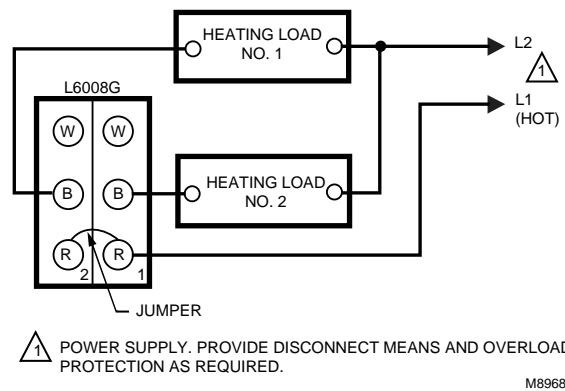 HEATING LOAD
NO. 1
L2
1
L1
(HOT)
L6008G
W W
B B
HEATING LOAD
NO. 2
R R
2 1
JUMPER
1 POWER SUPPLY. PROVIDE DISCONNECT MEANS AND OVERLOAD
PROTECTION AS REQUIRED.
M8968